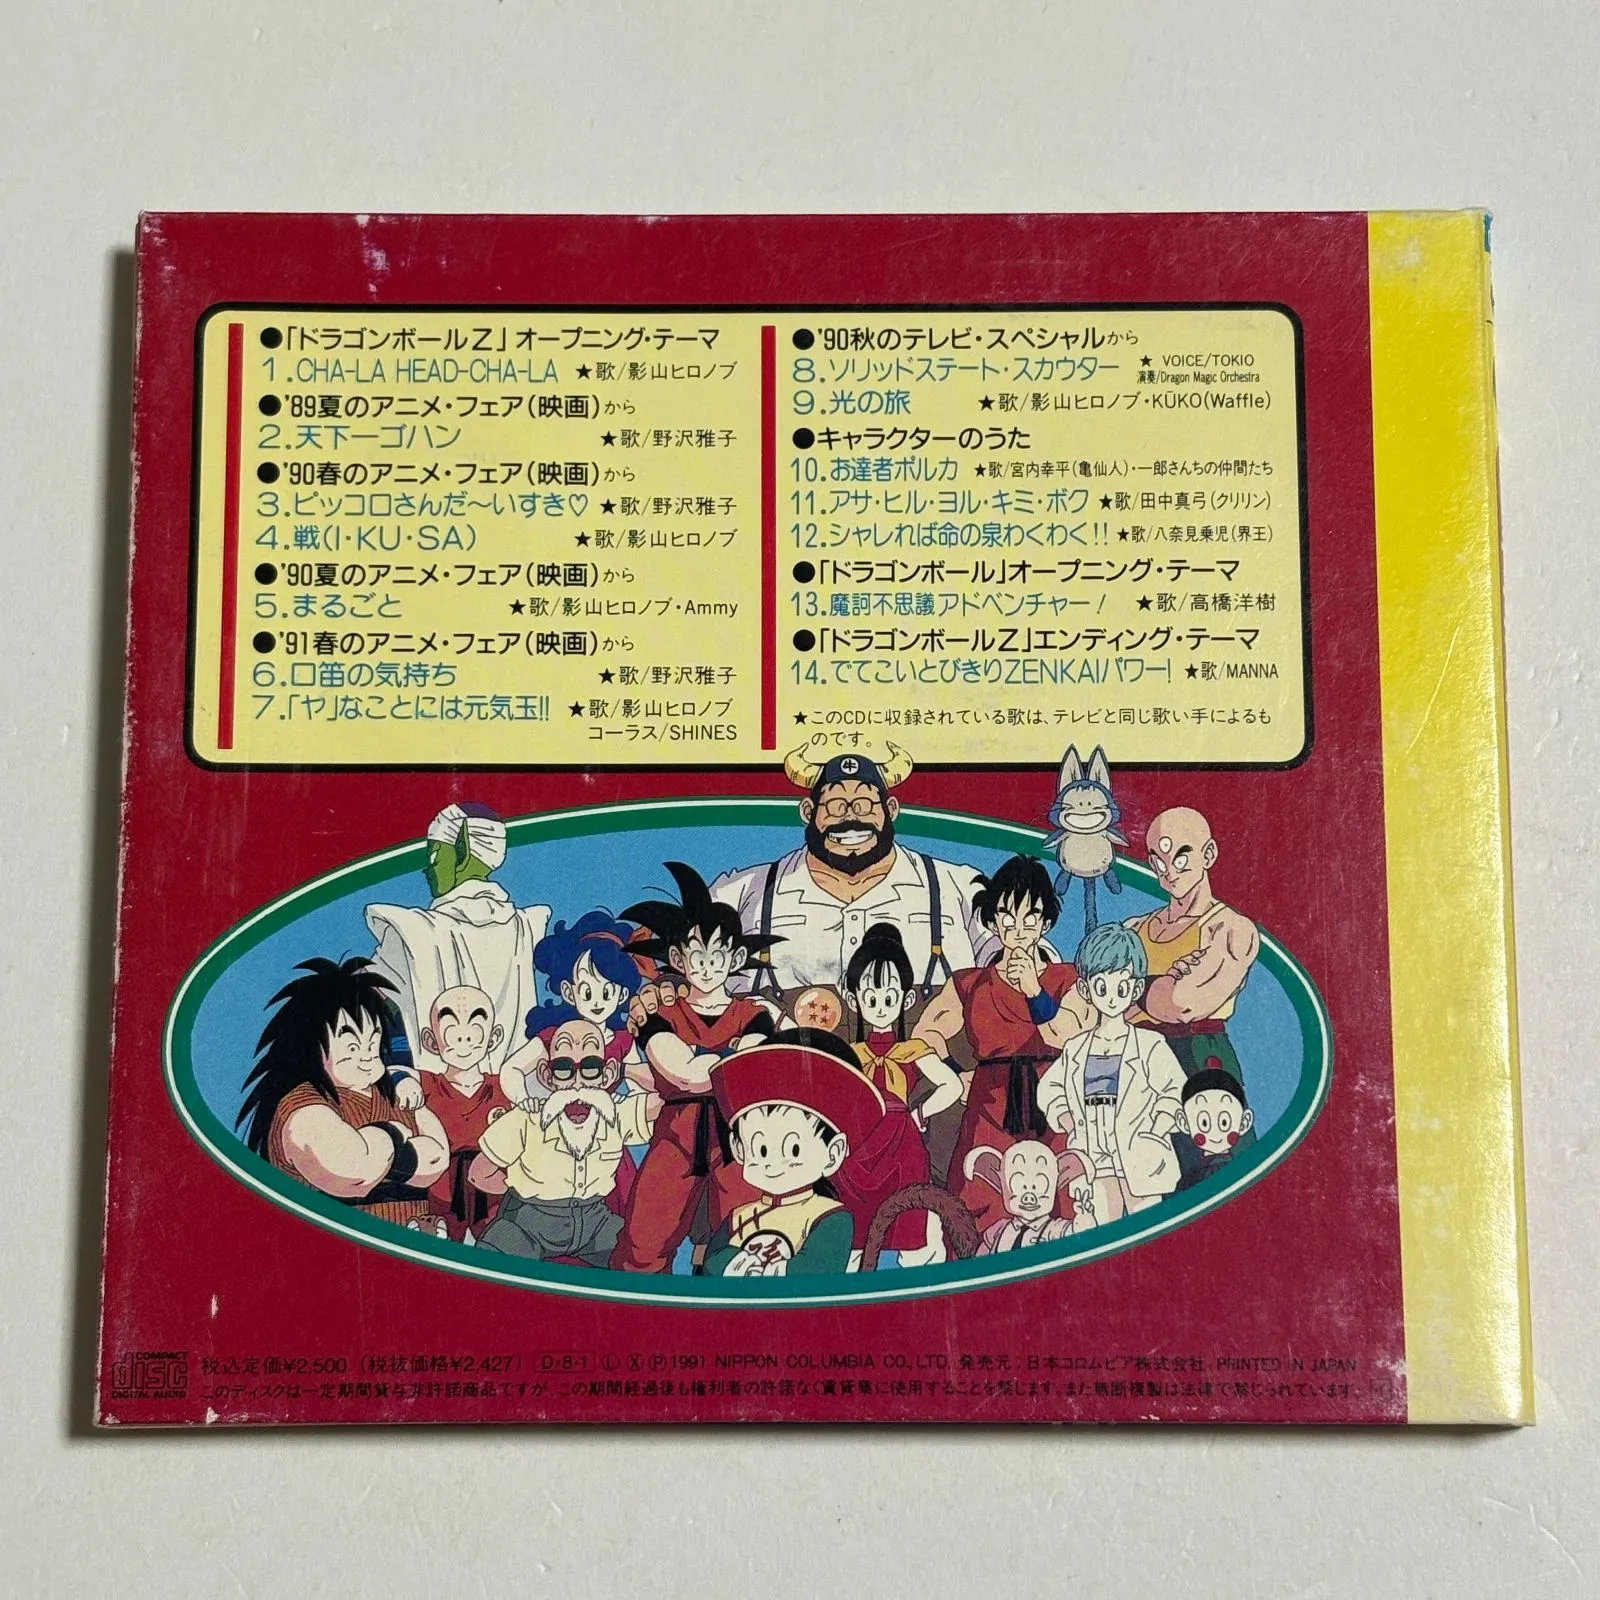 ●「ドラゴンボールZ」オープニング・テーマ
1.CHA-LA HEAD-CHA-LA ★歌/影山ヒロノブ
●'89夏のアニメ・フェア(映画)から
2.天下一ゴハン ★歌/野沢雅子
●'90春のアニメ・フェア(映画)から
3.ピッコロさんだ〜いすき♡ ★歌/野沢雅子
4.戦(I・KU・SA) ★歌/影山ヒロノブ
●'90夏のアニメ・フェア(映画)から
5.まるごと ★歌/影山ヒロノブ・Ammy
●'91春のアニメ・フェア(映画)から
6.口笛の気持ち ★歌/野沢雅子
7.「ヤ」なことには元気玉!! ★歌/影山ヒロノブ
コーラス/SHINES
●'90秋のテレビ・スペシャルから
8.ソリッドステート・スカウター ★ VOICE/TOKIO
演奏/Dragon Magic Orchestra
9.光の旅 ★歌/影山ヒロノブ・KŪKO(Waffle)
●キャラクターのうた
10.お達者ポルカ ★歌/宮内幸平(亀仙人)・一郎さんちの仲間たち
11.アサ・ヒル・ヨル・キミ・ボク ★歌/田中真弓(クリリン)
12.シャレれば命の泉わくわく!! ★歌/八奈見乗児(界王)
●「ドラゴンボール」オープニング・テーマ
13.魔訶不思議アドベンチャー! ★歌/高橋洋樹
●「ドラゴンボールZ」エンディング・テーマ
14.でてこいとびきりZENKAIパワー! ★歌/MANNA
★このCDに収録されている歌は、テレビと同じ歌い手によるも
のです。
牛
COMPACT
disc
DIGITAL AUDIO
税込定価¥2,500 (税抜価格¥2,427) D・8・1 Ⓛ Ⓧ Ⓟ 1991 NIPPON COLUMBIA CO., LTD. 発売元:日本コロムビア株式会社. PRINTED IN JAPAN
このディスクは一定期間貸与非許諾商品ですが、この期間経過後も権利者の許諾なく賃貸業に使用することを禁じます。また無断複製は法律で禁じられています。